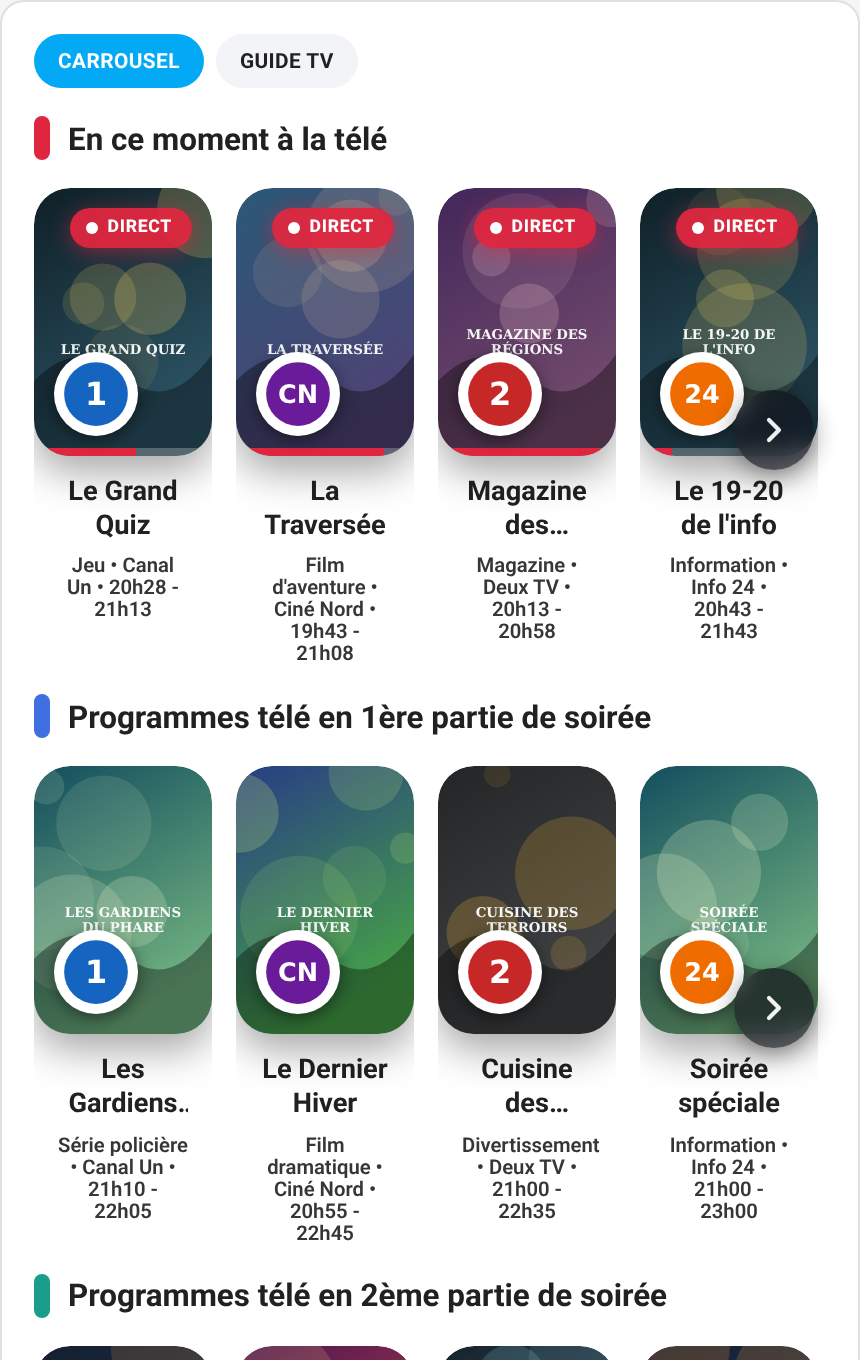 CARROUSEL
GUIDE TV
En ce moment à la télé
DIRECT
LE GRAND QUIZ
1
Le Grand
Quiz
Jeu • Canal
Un • 20h28 -
21h13
DIRECT
LA TRAVERSÉE
CN
La
Traversée
Film
d'aventure •
Ciné Nord •
19h43 -
21h08
DIRECT
MAGAZINE DES
RÉGIONS
2
Magazine
des…
Magazine •
Deux TV •
20h13 -
20h58
DIRECT
LE 19-20 DE
L'INFO
24
Le 19-20
de l'info
Information •
Info 24 •
20h43 -
21h43
Programmes télé en 1ère partie de soirée
LES GARDIENS
DU PHARE
1
Les
Gardiens..
Série policière
• Canal Un •
21h10 -
22h05
LE DERNIER
HIVER
CN
Le Dernier
Hiver
Film
dramatique •
Ciné Nord •
20h55 -
22h45
CUISINE DES
TERROIRS
2
Cuisine
des…
Divertissement
• Deux TV •
21h00 -
22h35
SOIRÉE
SPÉCIALE
24
Soirée
spéciale
Information •
Info 24 •
21h00 -
23h00
Programmes télé en 2ème partie de soirée